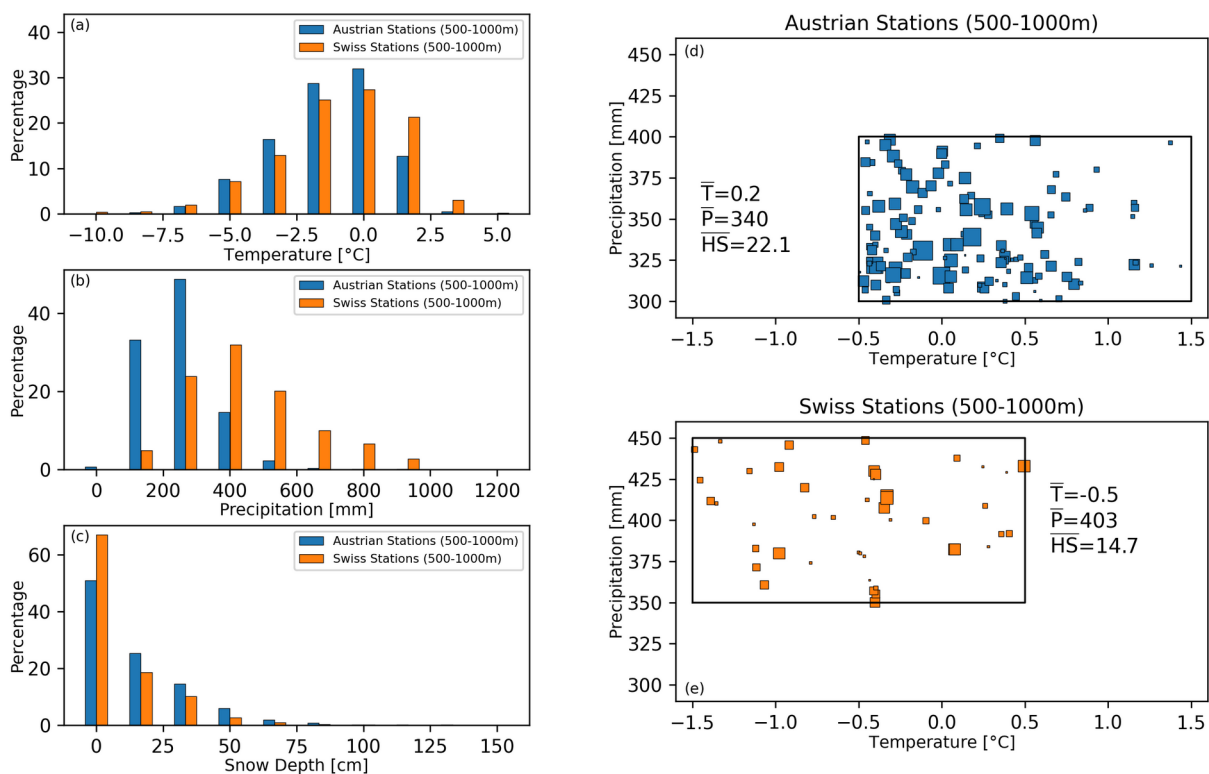 (a)
Austrian Stations (500-1000m)
Swiss Stations (500-1000m)
Percentage
40
30
20
10
0
−10.0 −7.5 −5.0 −2.5 0.0 2.5 5.0
Temperature [°C]
(b)
Austrian Stations (500-1000m)
Swiss Stations (500-1000m)
Percentage
40
20
0
0 200 400 600 800 1000 1200
Precipitation [mm]
(c)
Austrian Stations (500-1000m)
Swiss Stations (500-1000m)
Percentage
60
40
20
0
0 25 50 75 100 125 150
Snow Depth [cm]
Austrian Stations (500-1000m)
(d)
Precipitation [mm]
450
425
400
375
350
325
300
T̅=0.2
P̅=340
H̅S̅=22.1
−1.5 −1.0 −0.5 0.0 0.5 1.0 1.5
Temperature [°C]
Swiss Stations (500-1000m)
Precipitation [mm]
450
425
400
375
350
325
300
T̅=-0.5
P̅=403
H̅S̅=14.7
(e)
−1.5 −1.0 −0.5 0.0 0.5 1.0 1.5
Temperature [°C]